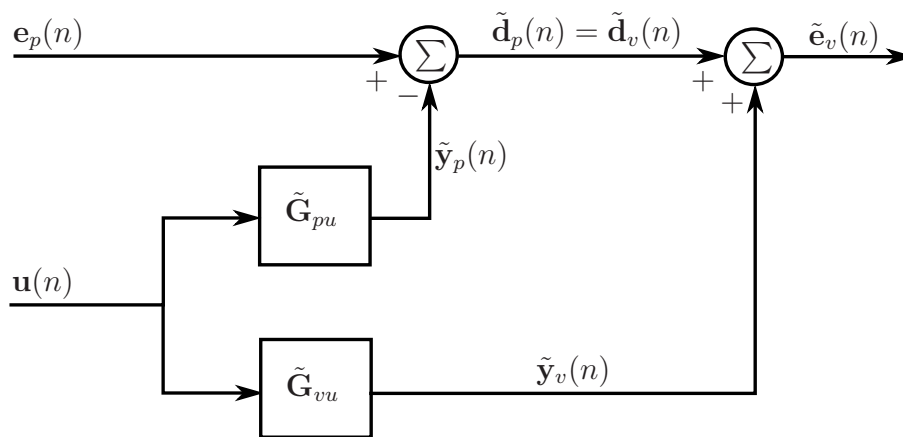 e_p(n)
d̃_p(n) = d̃_v(n)
ẽ_v(n)
∑
∑
+
−
+
+
ỹ_p(n)
G̃_pu
u(n)
G̃_vu
ỹ_v(n)